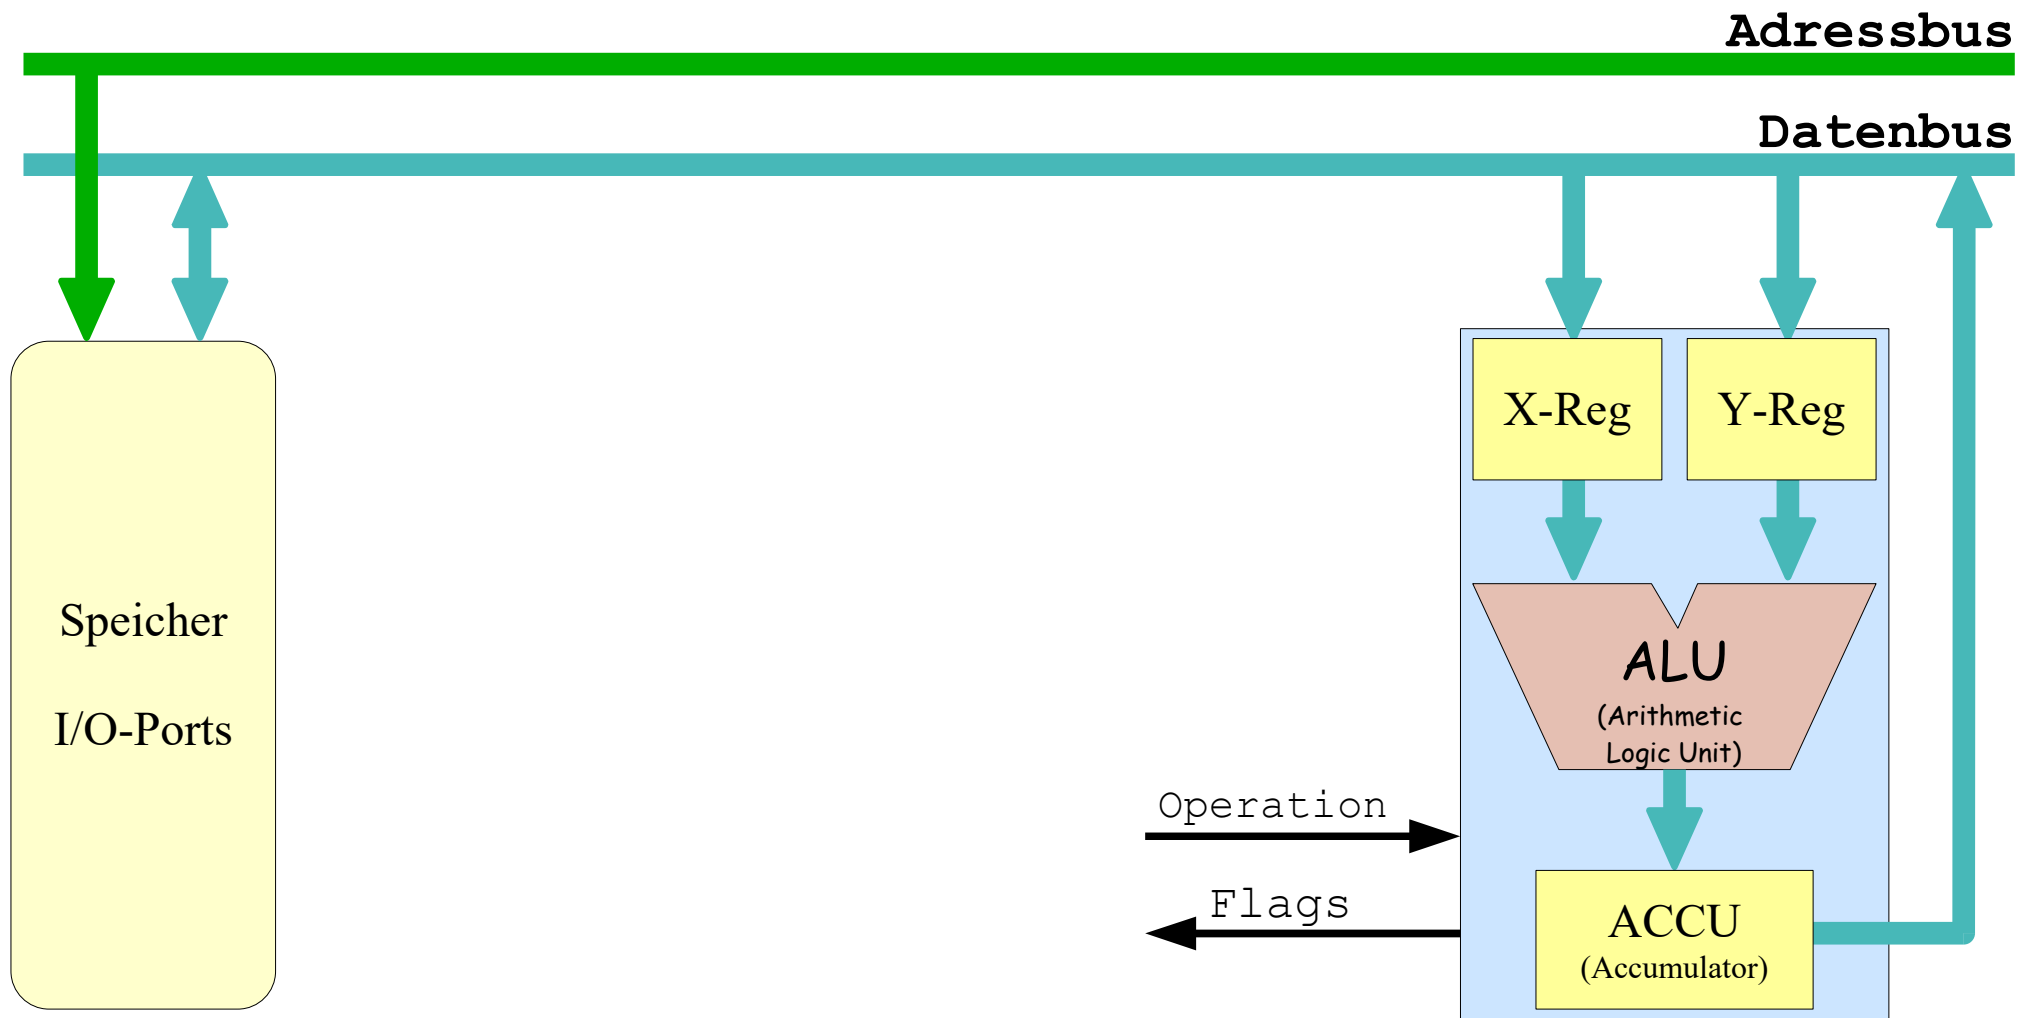 Adressbus
Datenbus
X-Reg
Y-Reg
Speicher
I/O-Ports
ALU
(Arithmetic
Logic Unit)
Operation
Flags
ACCU
(Accumulator)